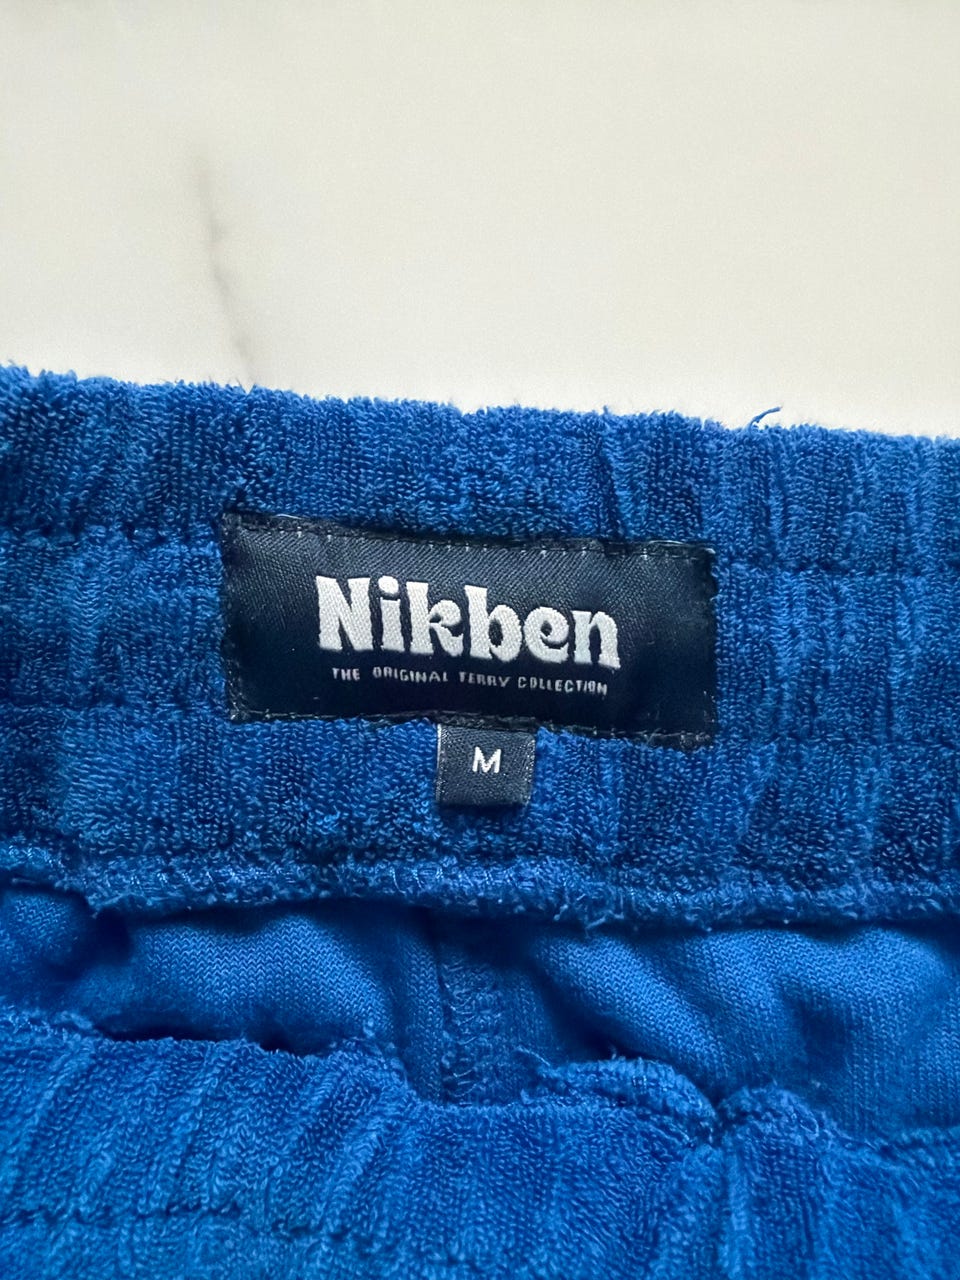 Nikben
THE ORIGINAL TERRY COLLECTION
M